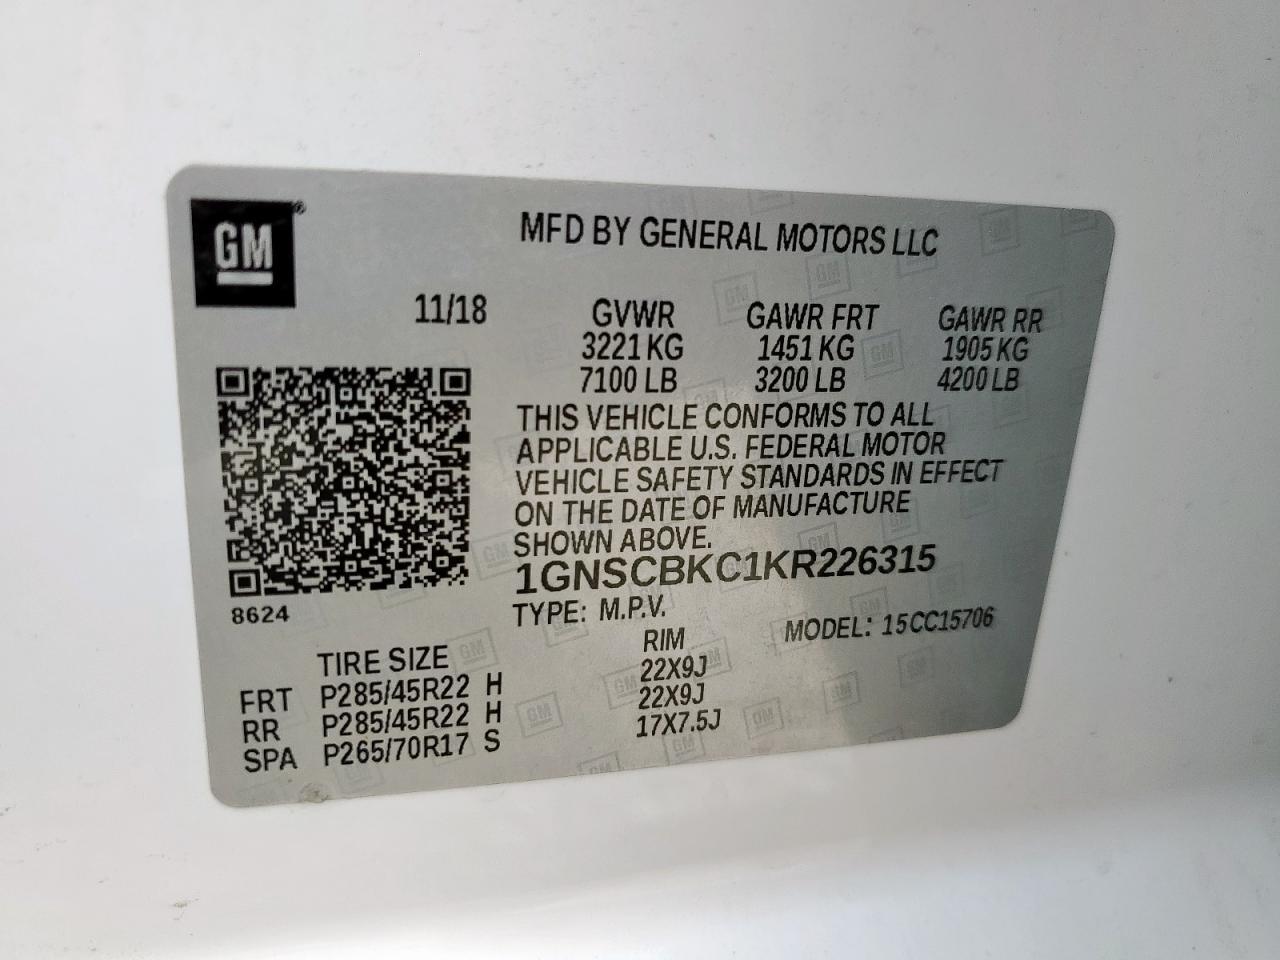 GM®
MFD BY GENERAL MOTORS LLC
11/18 GVWR GAWR FRT GAWR RR
3221 KG 1451 KG 1905 KG
7100 LB 3200 LB 4200 LB
THIS VEHICLE CONFORMS TO ALL
APPLICABLE U.S. FEDERAL MOTOR
VEHICLE SAFETY STANDARDS IN EFFECT
ON THE DATE OF MANUFACTURE
SHOWN ABOVE.
1GNSCBKC1KR226315
8624
TYPE: M.P.V. MODEL: 15CC15706
TIRE SIZE RIM
FRT P285/45R22 H 22X9J
RR P285/45R22 H 22X9J
SPA P265/70R17 S 17X7.5J